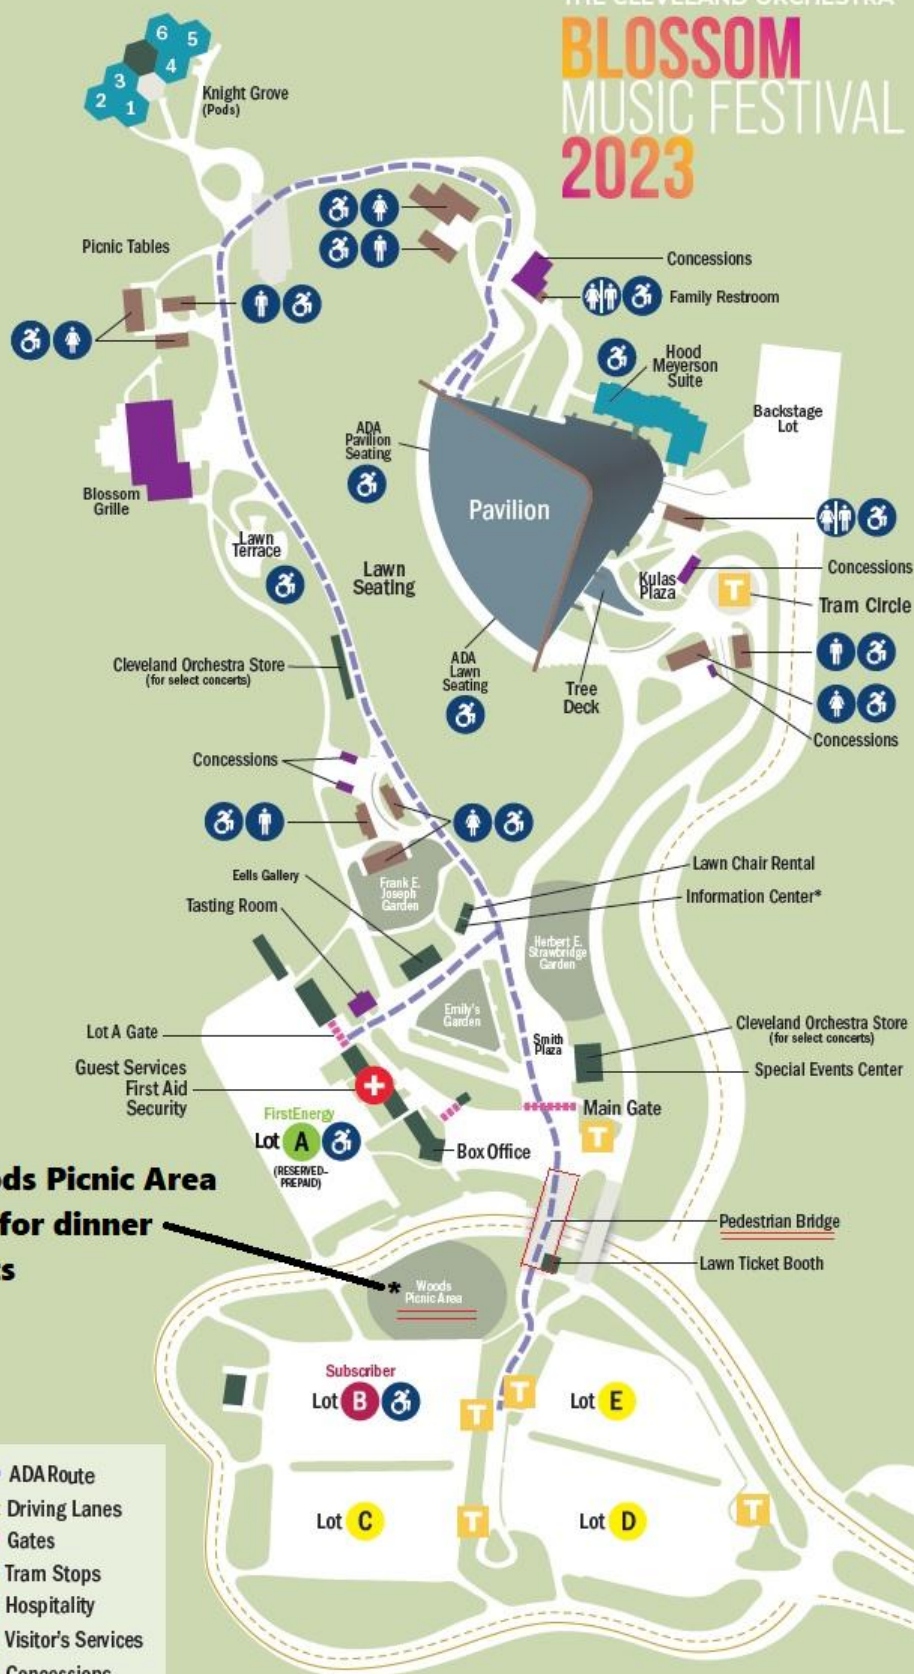 THE CLEVELAND ORCHESTRA
BLOSSOM
MUSIC FESTIVAL
2023
6
5
4
3
2
1
Knight Grove
(Pods)
Picnic Tables
Concessions
Family Restroom
Hood
Meyerson
Suite
Backstage
Lot
ADA
Pavilion
Seating
Pavilion
Blossom
Grille
Lawn
Terrace
Lawn
Seating
Kulas
Plaza
Concessions
T
Tram Circle
Cleveland Orchestra Store
(for select concerts)
ADA
Lawn
Seating
Tree
Deck
Concessions
Concessions
Eells Gallery
Frank E.
Joseph
Garden
Lawn Chair Rental
Information Center*
Tasting Room
Herbert E.
Strawbridge
Garden
Emily's
Garden
Lot A Gate
Smith
Plaza
Cleveland Orchestra Store
(for select concerts)
Guest Services
First Aid
Security
Special Events Center
Main Gate
T
FirstEnergy
Lot A
(RESERVED–
PREPAID)
Box Office
ds Picnic Area
for dinner
s
Pedestrian Bridge
Lawn Ticket Booth
* Woods
Picnic Area
Subscriber
Lot B
T
T
Lot E
Lot C
T
Lot D
T
ADA Route
Driving Lanes
Gates
Tram Stops
Hospitality
Visitor's Services
Concessions